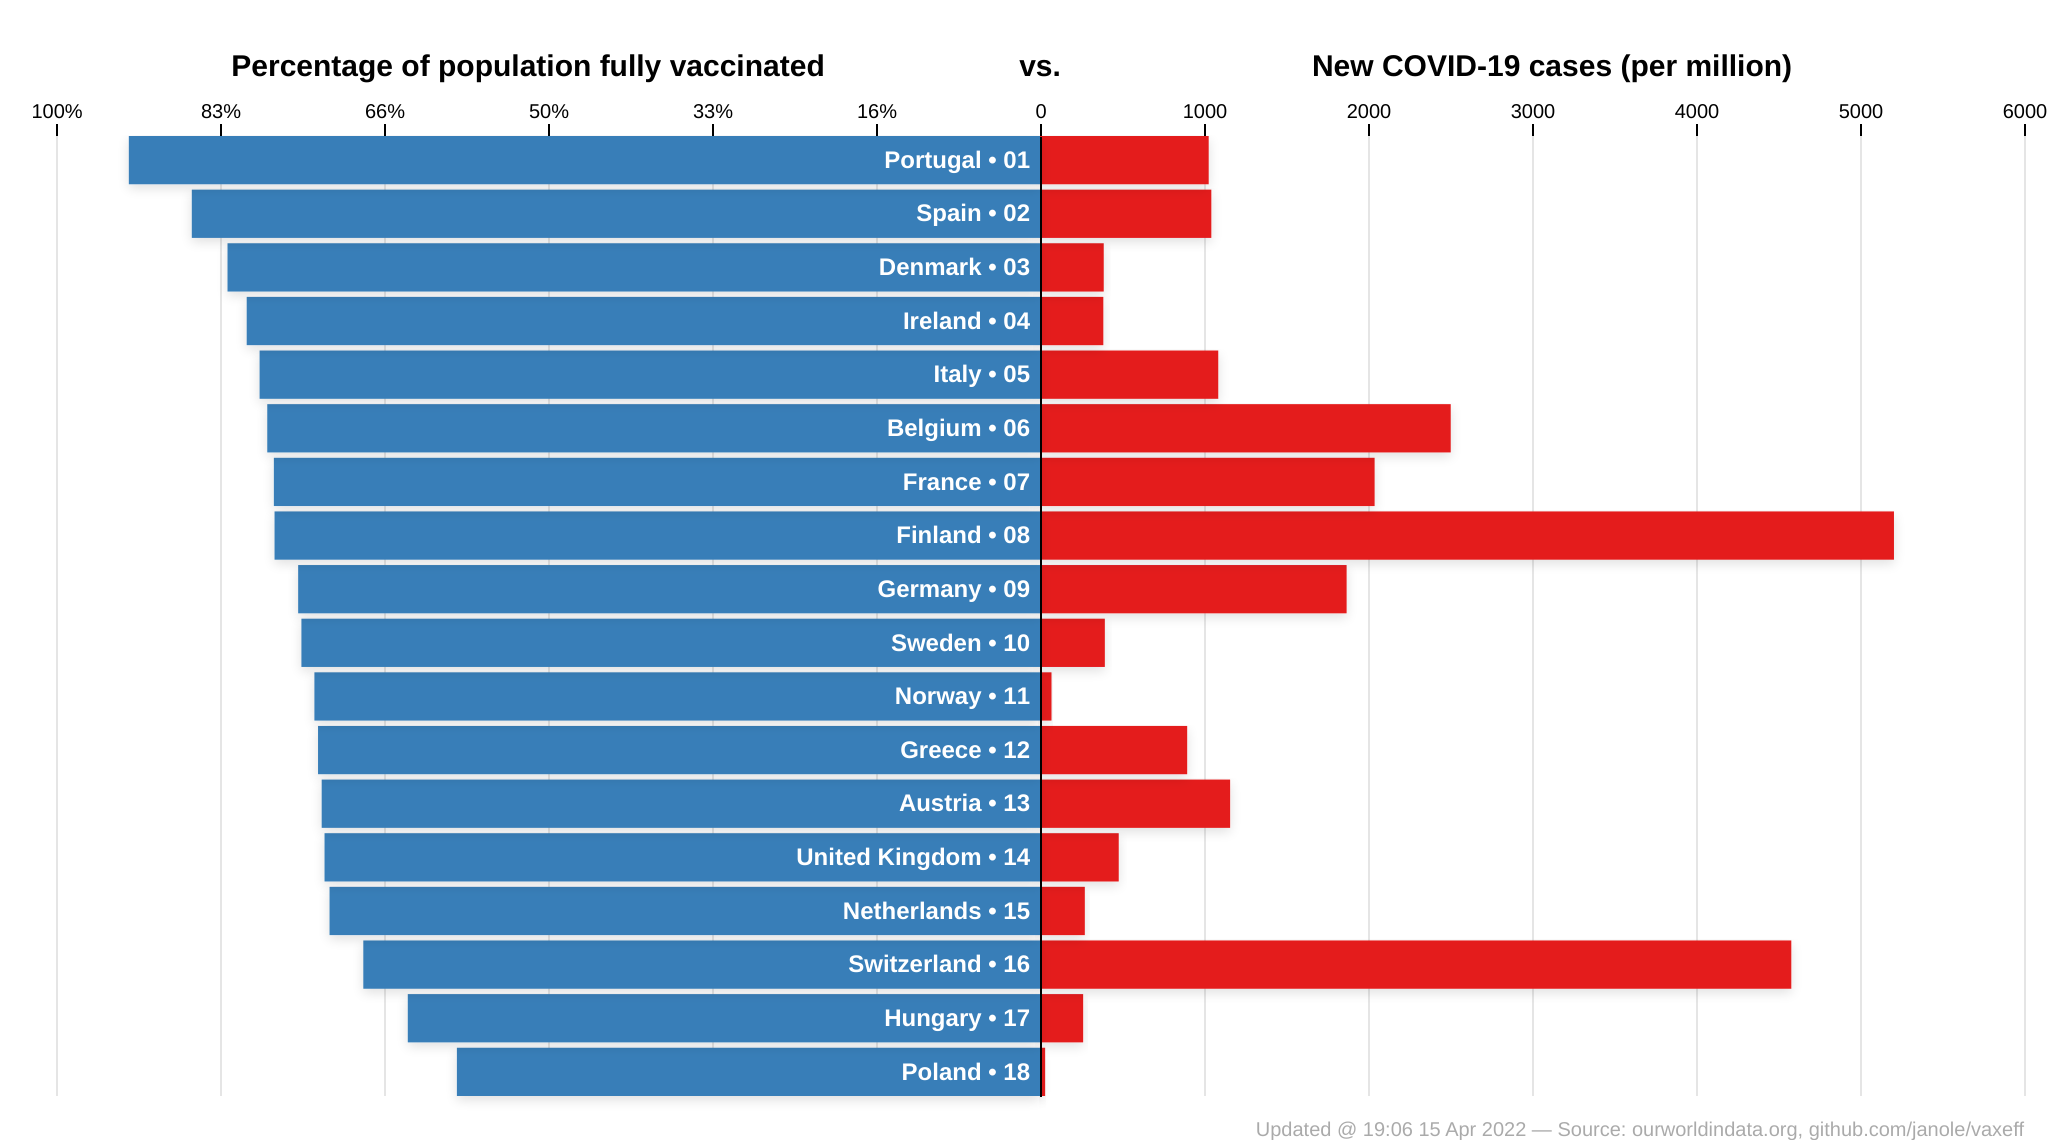 Percentage of population fully vaccinated vs. New COVID-19 cases (per million)
100% 83% 66% 50% 33% 16% 0 1000 2000 3000 4000 5000 6000
Portugal • 01
Spain • 02
Denmark • 03
Ireland • 04
Italy • 05
Belgium • 06
France • 07
Finland • 08
Germany • 09
Sweden • 10
Norway • 11
Greece • 12
Austria • 13
United Kingdom • 14
Netherlands • 15
Switzerland • 16
Hungary • 17
Poland • 18
Updated @ 19:06 15 Apr 2022 — Source: ourworldindata.org, github.com/janole/vaxeff